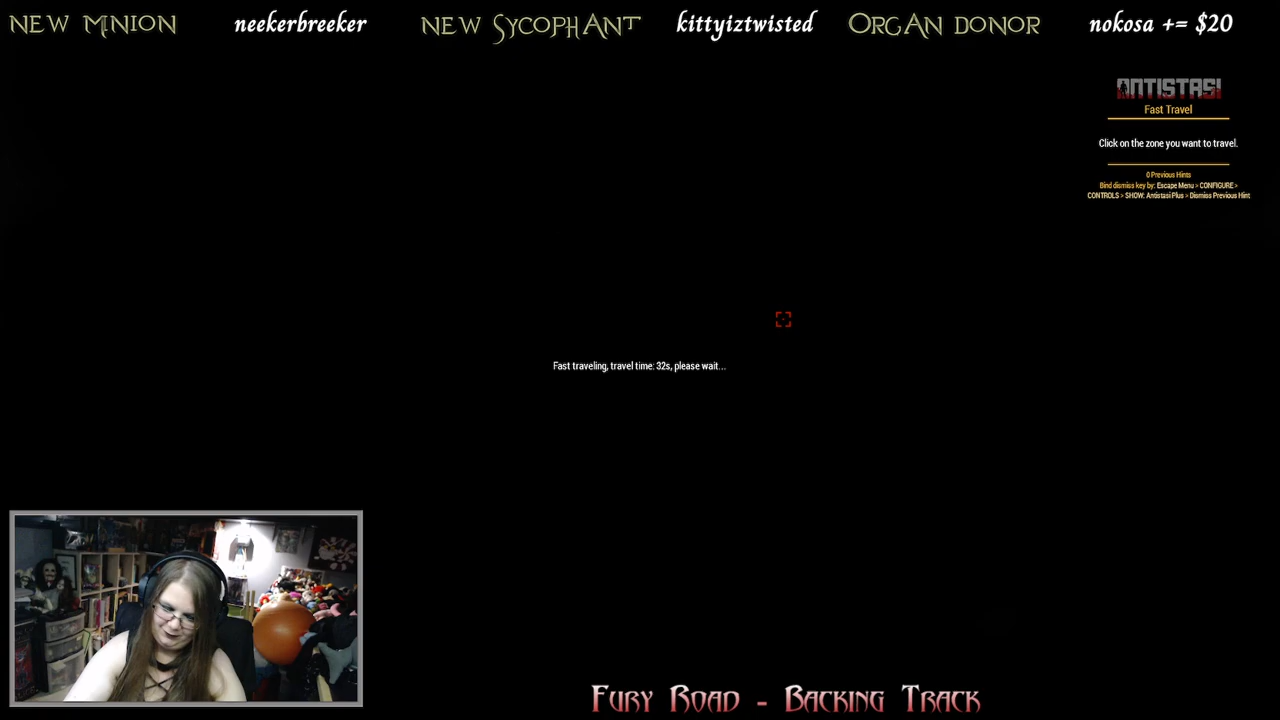 NEW MINION
neekerbreeker
NEW SYCOPHANT
kittyiztwisted
ORGAN DONOR
nokosa += $20
ANTISTASI
Fast Travel
Click on the zone you want to travel.
0 Previous Hints
Bind dismiss key by: Escape Menu > CONFIGURE >
CONTROLS > SHOW: Antistasi Plus > Dismiss Previous Hint
Fast traveling, travel time: 32s, please wait...
Fury Road - Backing Track